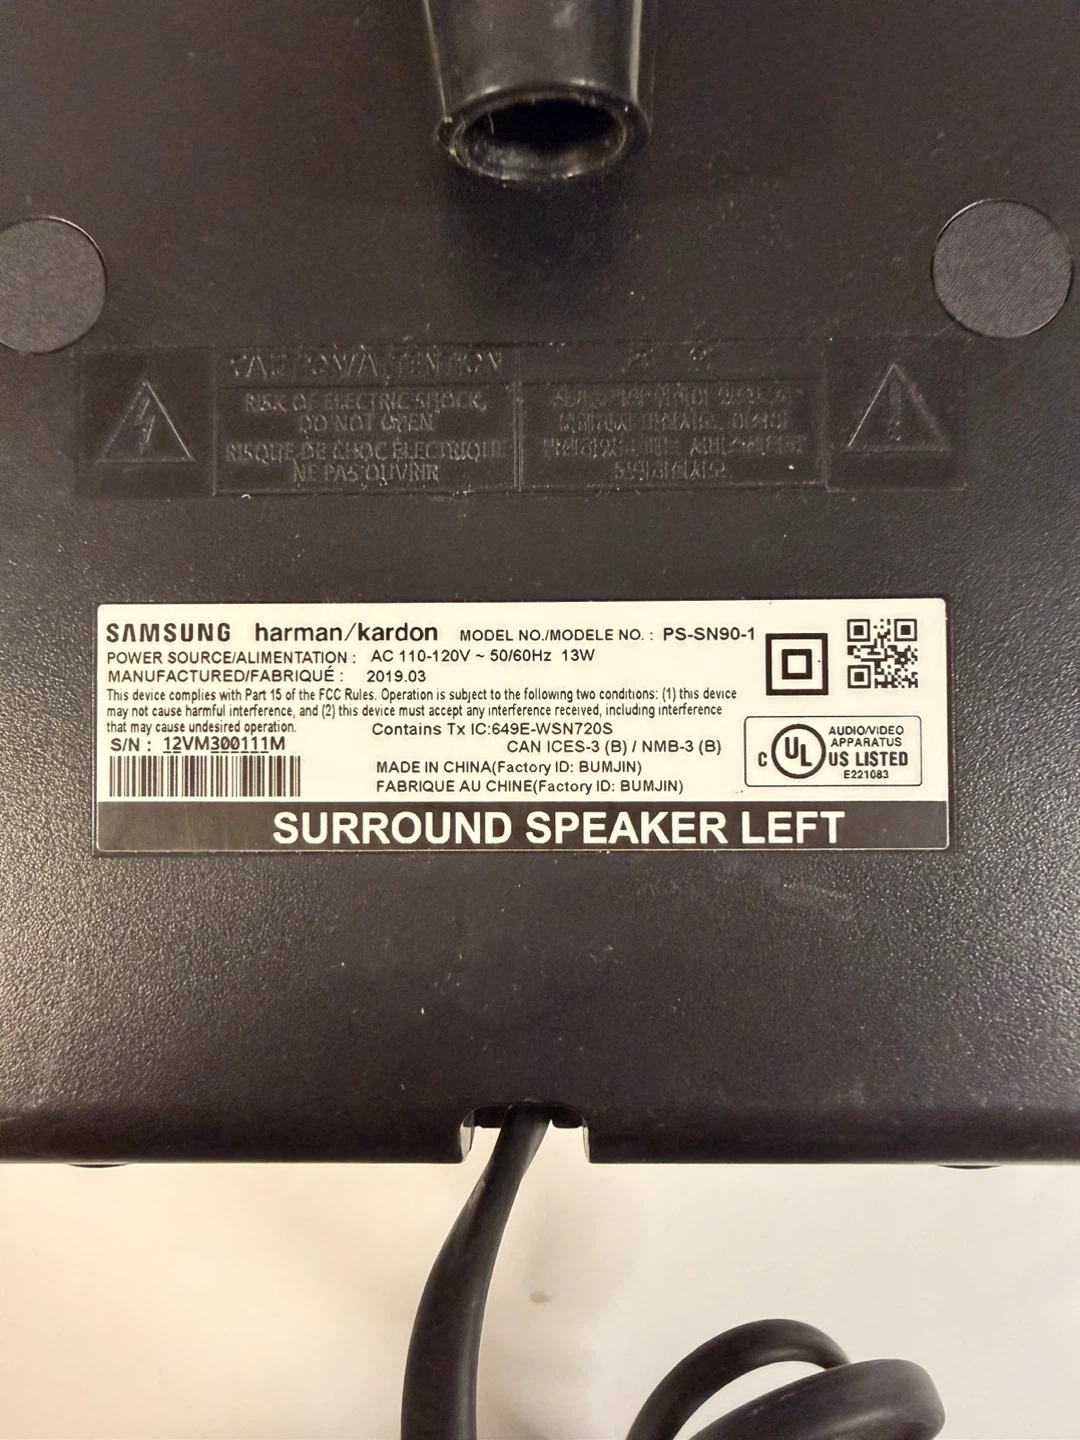 CAUTION/ATTENTION
RISK OF ELECTRIC SHOCK,
DO NOT OPEN
RISQUE DE CHOC ÉLECTRIQUE
NE PAS OUVRIR
SAMSUNG harman/kardon MODEL NO./MODELE NO. : PS-SN90-1
POWER SOURCE/ALIMENTATION : AC 110-120V ~ 50/60Hz 13W
MANUFACTURED/FABRIQUÉ : 2019.03
This device complies with Part 15 of the FCC Rules. Operation is subject to the following two conditions: (1) this device
may not cause harmful interference, and (2) this device must accept any interference received, including interference
that may cause undesired operation. Contains Tx IC:649E-WSN720S
S/N : 12VM300111M CAN ICES-3 (B) / NMB-3 (B)
MADE IN CHINA(Factory ID: BUMJIN)
FABRIQUE AU CHINE(Factory ID: BUMJIN)
C UL US LISTED
AUDIO/VIDEO
APPARATUS
E221083
SURROUND SPEAKER LEFT